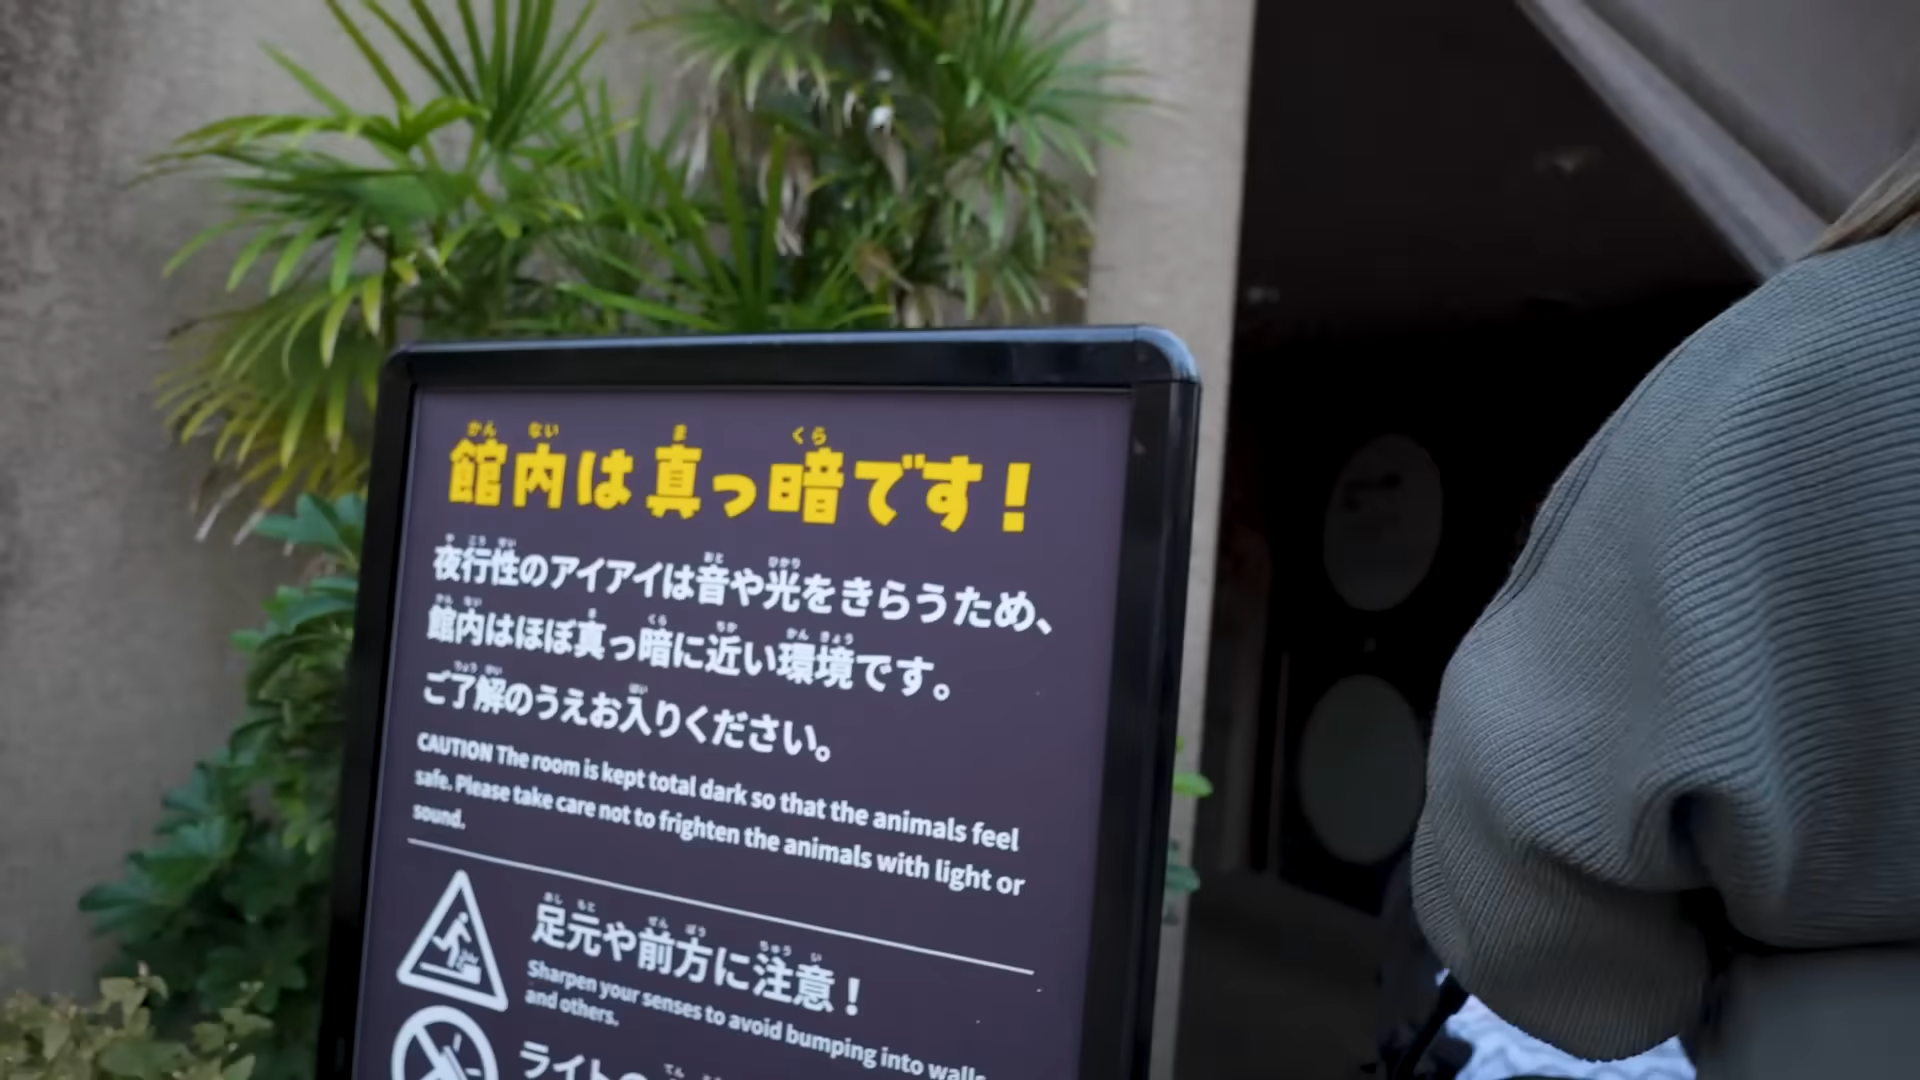 館内は真っ暗です!
夜行性のアイアイは音や光をきらうため、
館内はほぼ真っ暗に近い環境です。
ご了解のうえお入りください。
CAUTION The room is kept total dark so that the animals feel
safe. Please take care not to frighten the animals with light or
sound.
足元や前方に注意!
Sharpen your senses to avoid bumping into walls
and others.
ライトの